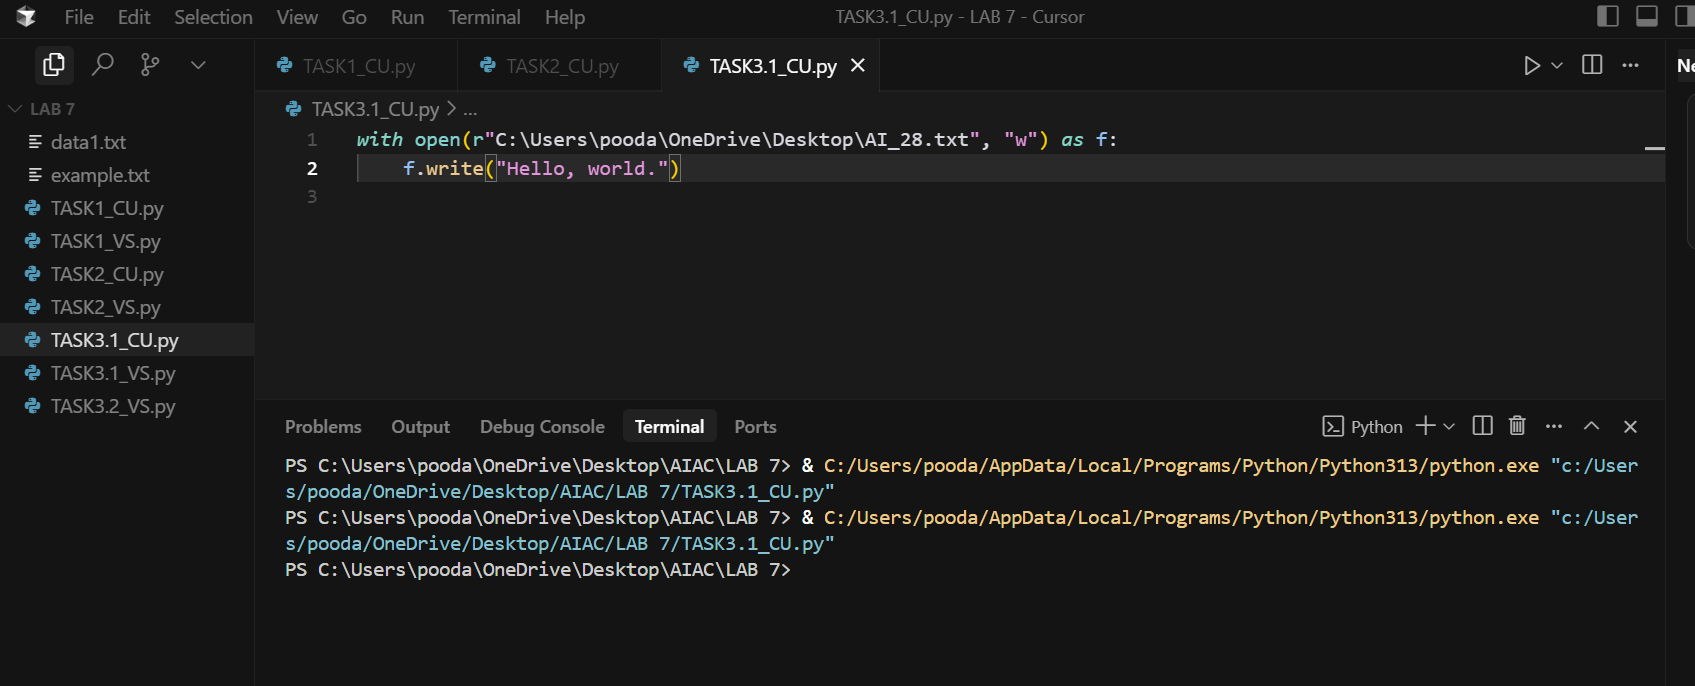 File Edit Selection View Go Run Terminal Help TASK3.1_CU.py - LAB 7 - Cursor
TASK1_CU.py TASK2_CU.py TASK3.1_CU.py
LAB 7
data1.txt
example.txt
TASK1_CU.py
TASK1_VS.py
TASK2_CU.py
TASK2_VS.py
TASK3.1_CU.py
TASK3.1_VS.py
TASK3.2_VS.py
TASK3.1_CU.py > ...
1 with open(r"C:\Users\pooda\OneDrive\Desktop\AI_28.txt", "w") as f:
2 f.write("Hello, world.")
3
Problems Output Debug Console Terminal Ports Python
PS C:\Users\pooda\OneDrive\Desktop\AIAC\LAB 7> & C:/Users/pooda/AppData/Local/Programs/Python/Python313/python.exe "c:/User
s/pooda/OneDrive/Desktop/AIAC/LAB 7/TASK3.1_CU.py"
PS C:\Users\pooda\OneDrive\Desktop\AIAC\LAB 7> & C:/Users/pooda/AppData/Local/Programs/Python/Python313/python.exe "c:/User
s/pooda/OneDrive/Desktop/AIAC/LAB 7/TASK3.1_CU.py"
PS C:\Users\pooda\OneDrive\Desktop\AIAC\LAB 7>